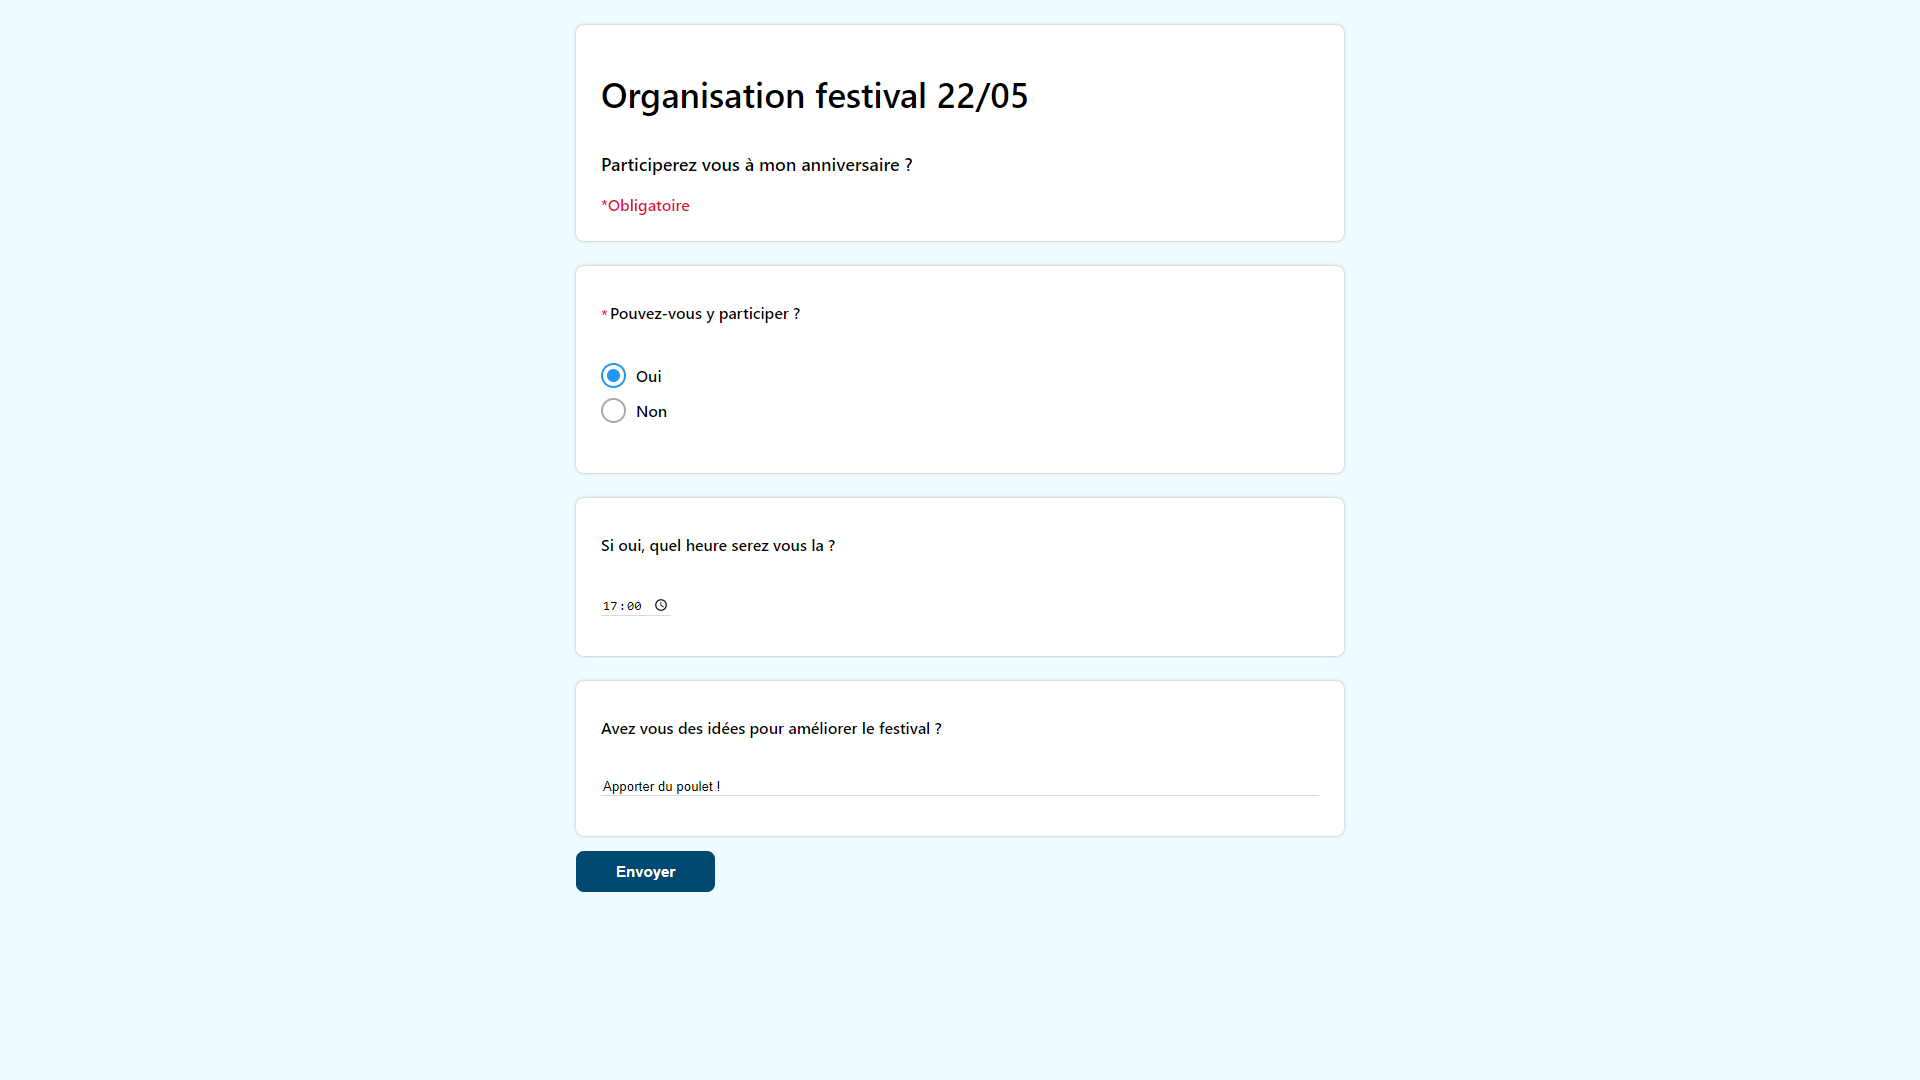 Organisation festival 22/05
Participerez vous à mon anniversaire ?
*Obligatoire
*Pouvez-vous y participer ?
Oui
Non
Si oui, quel heure serez vous la ?
17:00
Avez vous des idées pour améliorer le festival ?
Apporter du poulet !
Envoyer